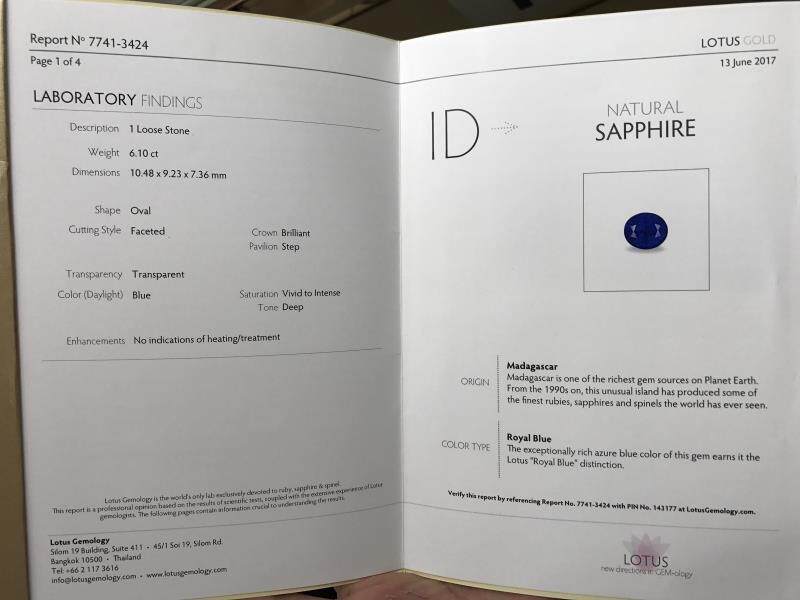 Report Nº 7741-3424
Page 1 of 4
LABORATORY FINDINGS
Description 1 Loose Stone
Weight 6.10 ct
Dimensions 10.48 x 9.23 x 7.36 mm
Shape Oval
Cutting Style Faceted Crown Brilliant
Pavilion Step
Transparency Transparent
Color (Daylight) Blue Saturation Vivid to Intense
Tone Deep
Enhancements No indications of heating/treatment
Lotus Gemology is the world's only lab exclusively devoted to ruby, sapphire & spinel.
This report is a professional opinion based on the results of scientific tests, coupled with the extensive experience of Lotus
gemologists. The following pages contain information crucial to understanding the results.
Lotus Gemology
Silom 19 Building, Suite 411 • 45/1 Soi 19, Silom Rd.
Bangkok 10500 • Thailand
Tel: +66 2 117 3616
info@lotusgemology.com • www.lotusgemology.com
LOTUS GOLD
13 June 2017
ID
NATURAL
SAPPHIRE
ORIGIN
Madagascar
Madagascar is one of the richest gem sources on Planet Earth.
From the 1990s on, this unusual island has produced some of
the finest rubies, sapphires and spinels the world has ever seen.
COLOR TYPE
Royal Blue
The exceptionally rich azure blue color of this gem earns it the
Lotus "Royal Blue" distinction.
Verify this report by referencing Report No. 7741-3424 with PIN No. 143177 at LotusGemology.com.
LOTUS
new directions in GEM-ology